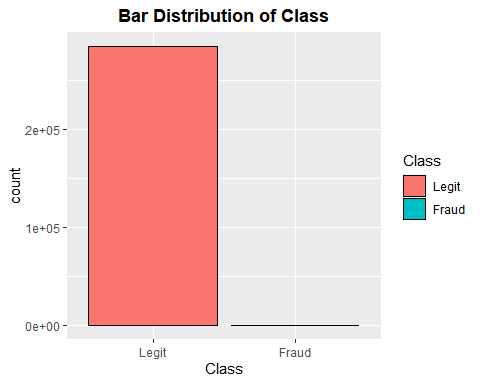 Bar Distribution of Class
count
2e+05
1e+05
0e+00
Legit
Fraud
Class
Class
Legit
Fraud